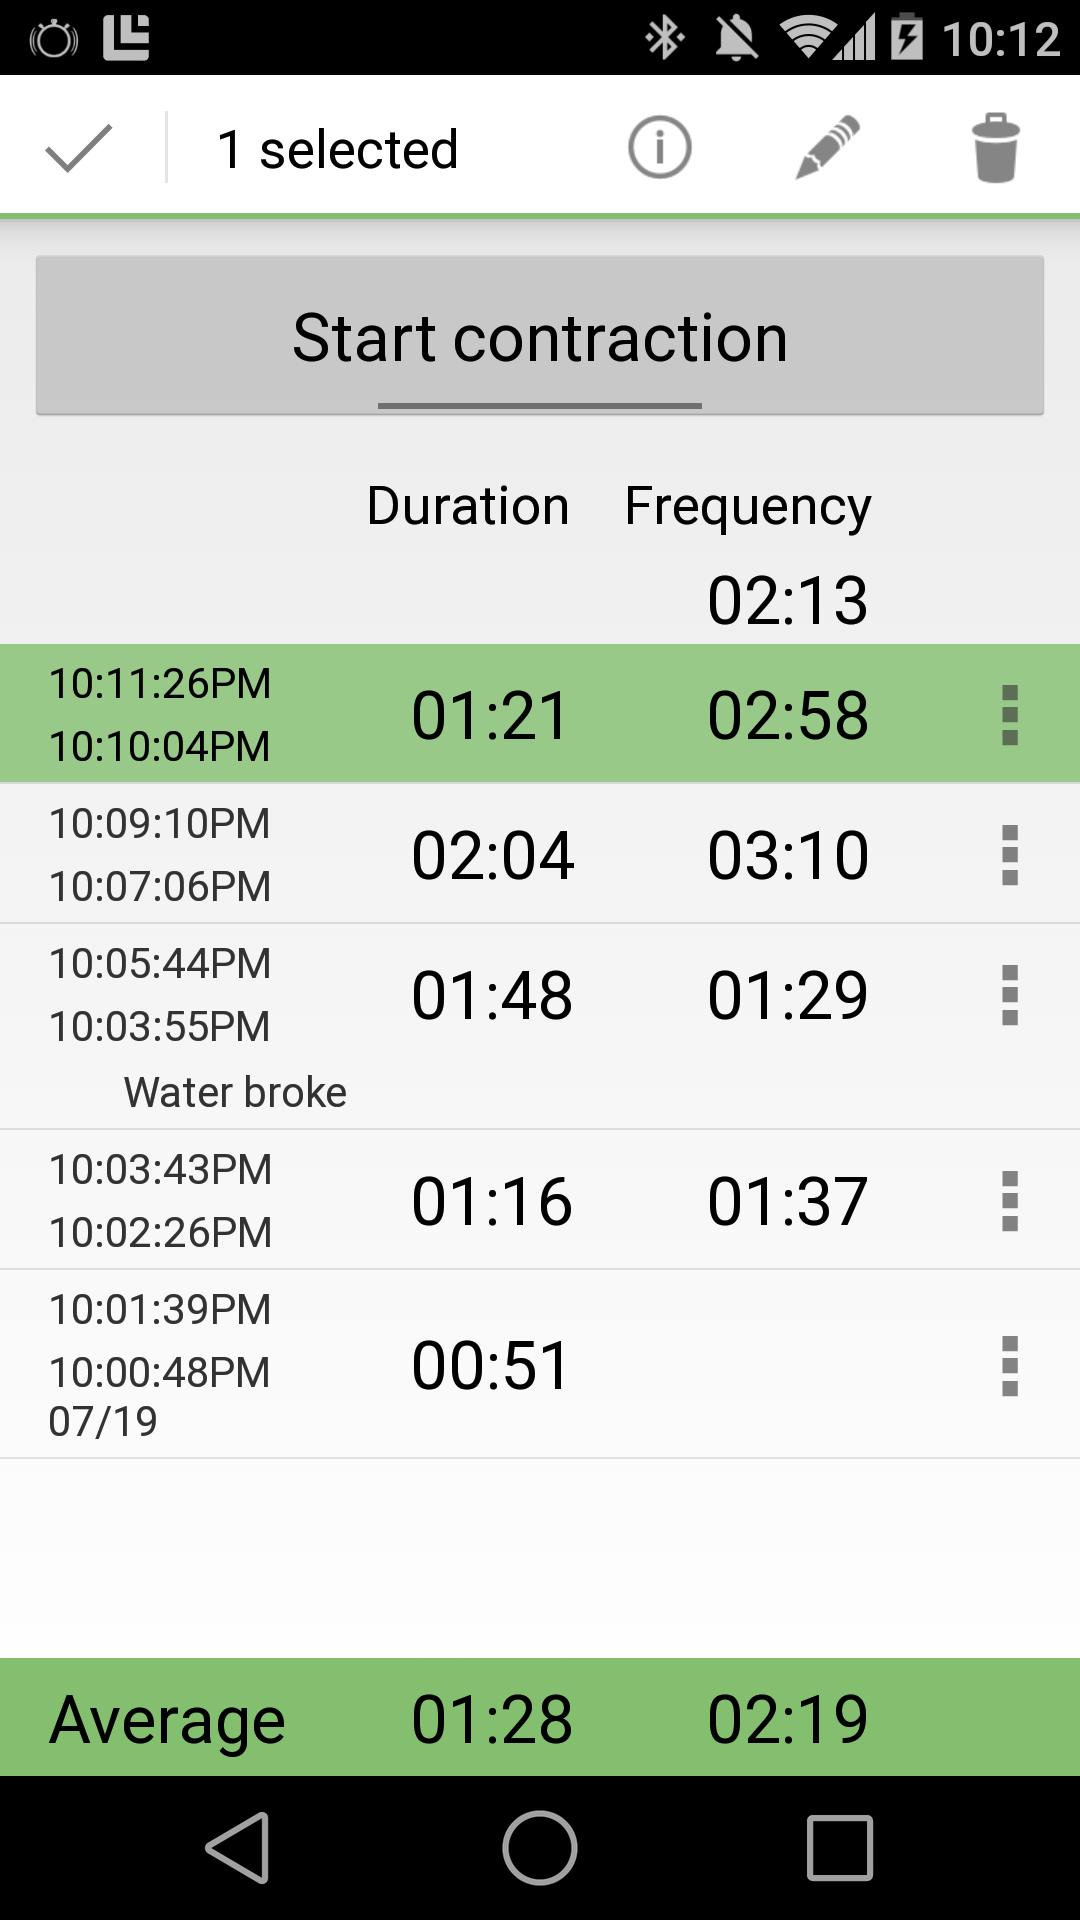 10:12
1 selected
Start contraction
Duration Frequency
02:13
10:11:26PM
10:10:04PM
01:21 02:58
10:09:10PM
10:07:06PM
02:04 03:10
10:05:44PM
10:03:55PM
01:48 01:29
Water broke
10:03:43PM
10:02:26PM
01:16 01:37
10:01:39PM
10:00:48PM
07/19
00:51
Average 01:28 02:19